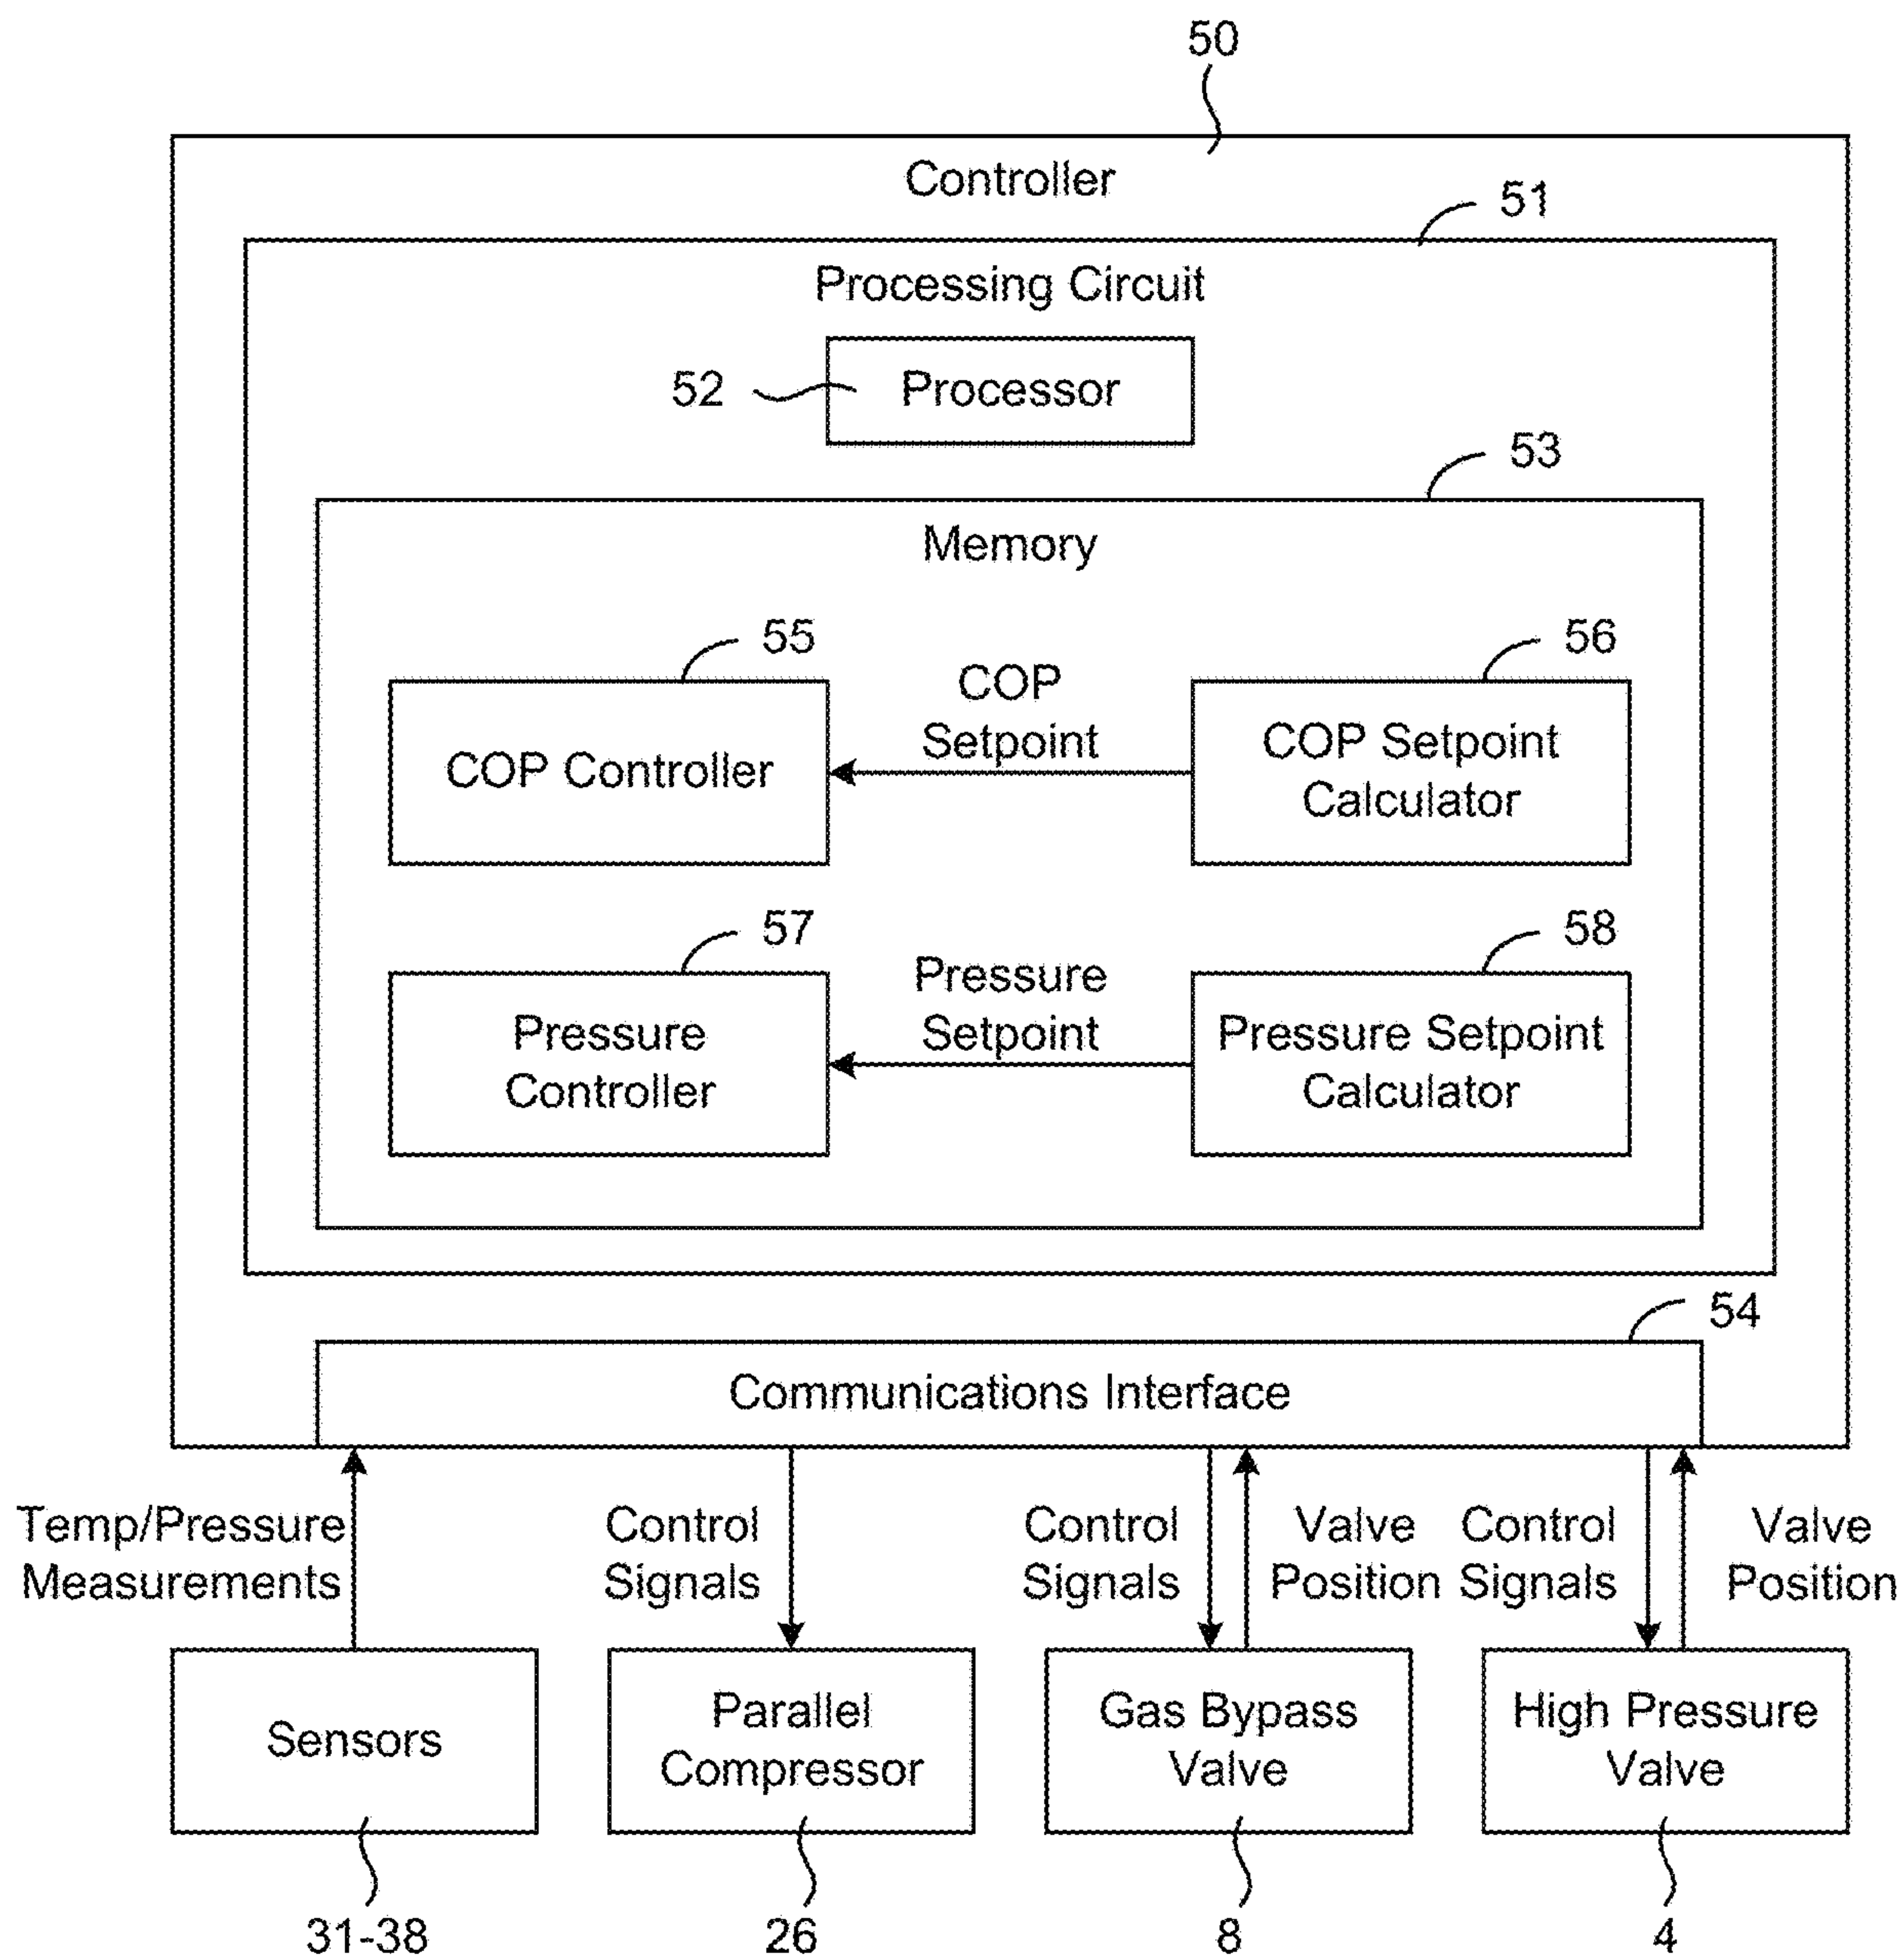 50
Controller
51
Processing Circuit
52
Processor
53
Memory
55
56
COP
Setpoint
COP Controller
COP Setpoint
Calculator
57
58
Pressure
Setpoint
Pressure
Controller
Pressure Setpoint
Calculator
54
Communications Interface
Temp/Pressure
Measurements
Control
Signals
Control
Signals
Valve
Position
Control
Signals
Valve
Position
Sensors
Parallel
Compressor
Gas Bypass
Valve
High Pressure
Valve
31-38
26
8
4